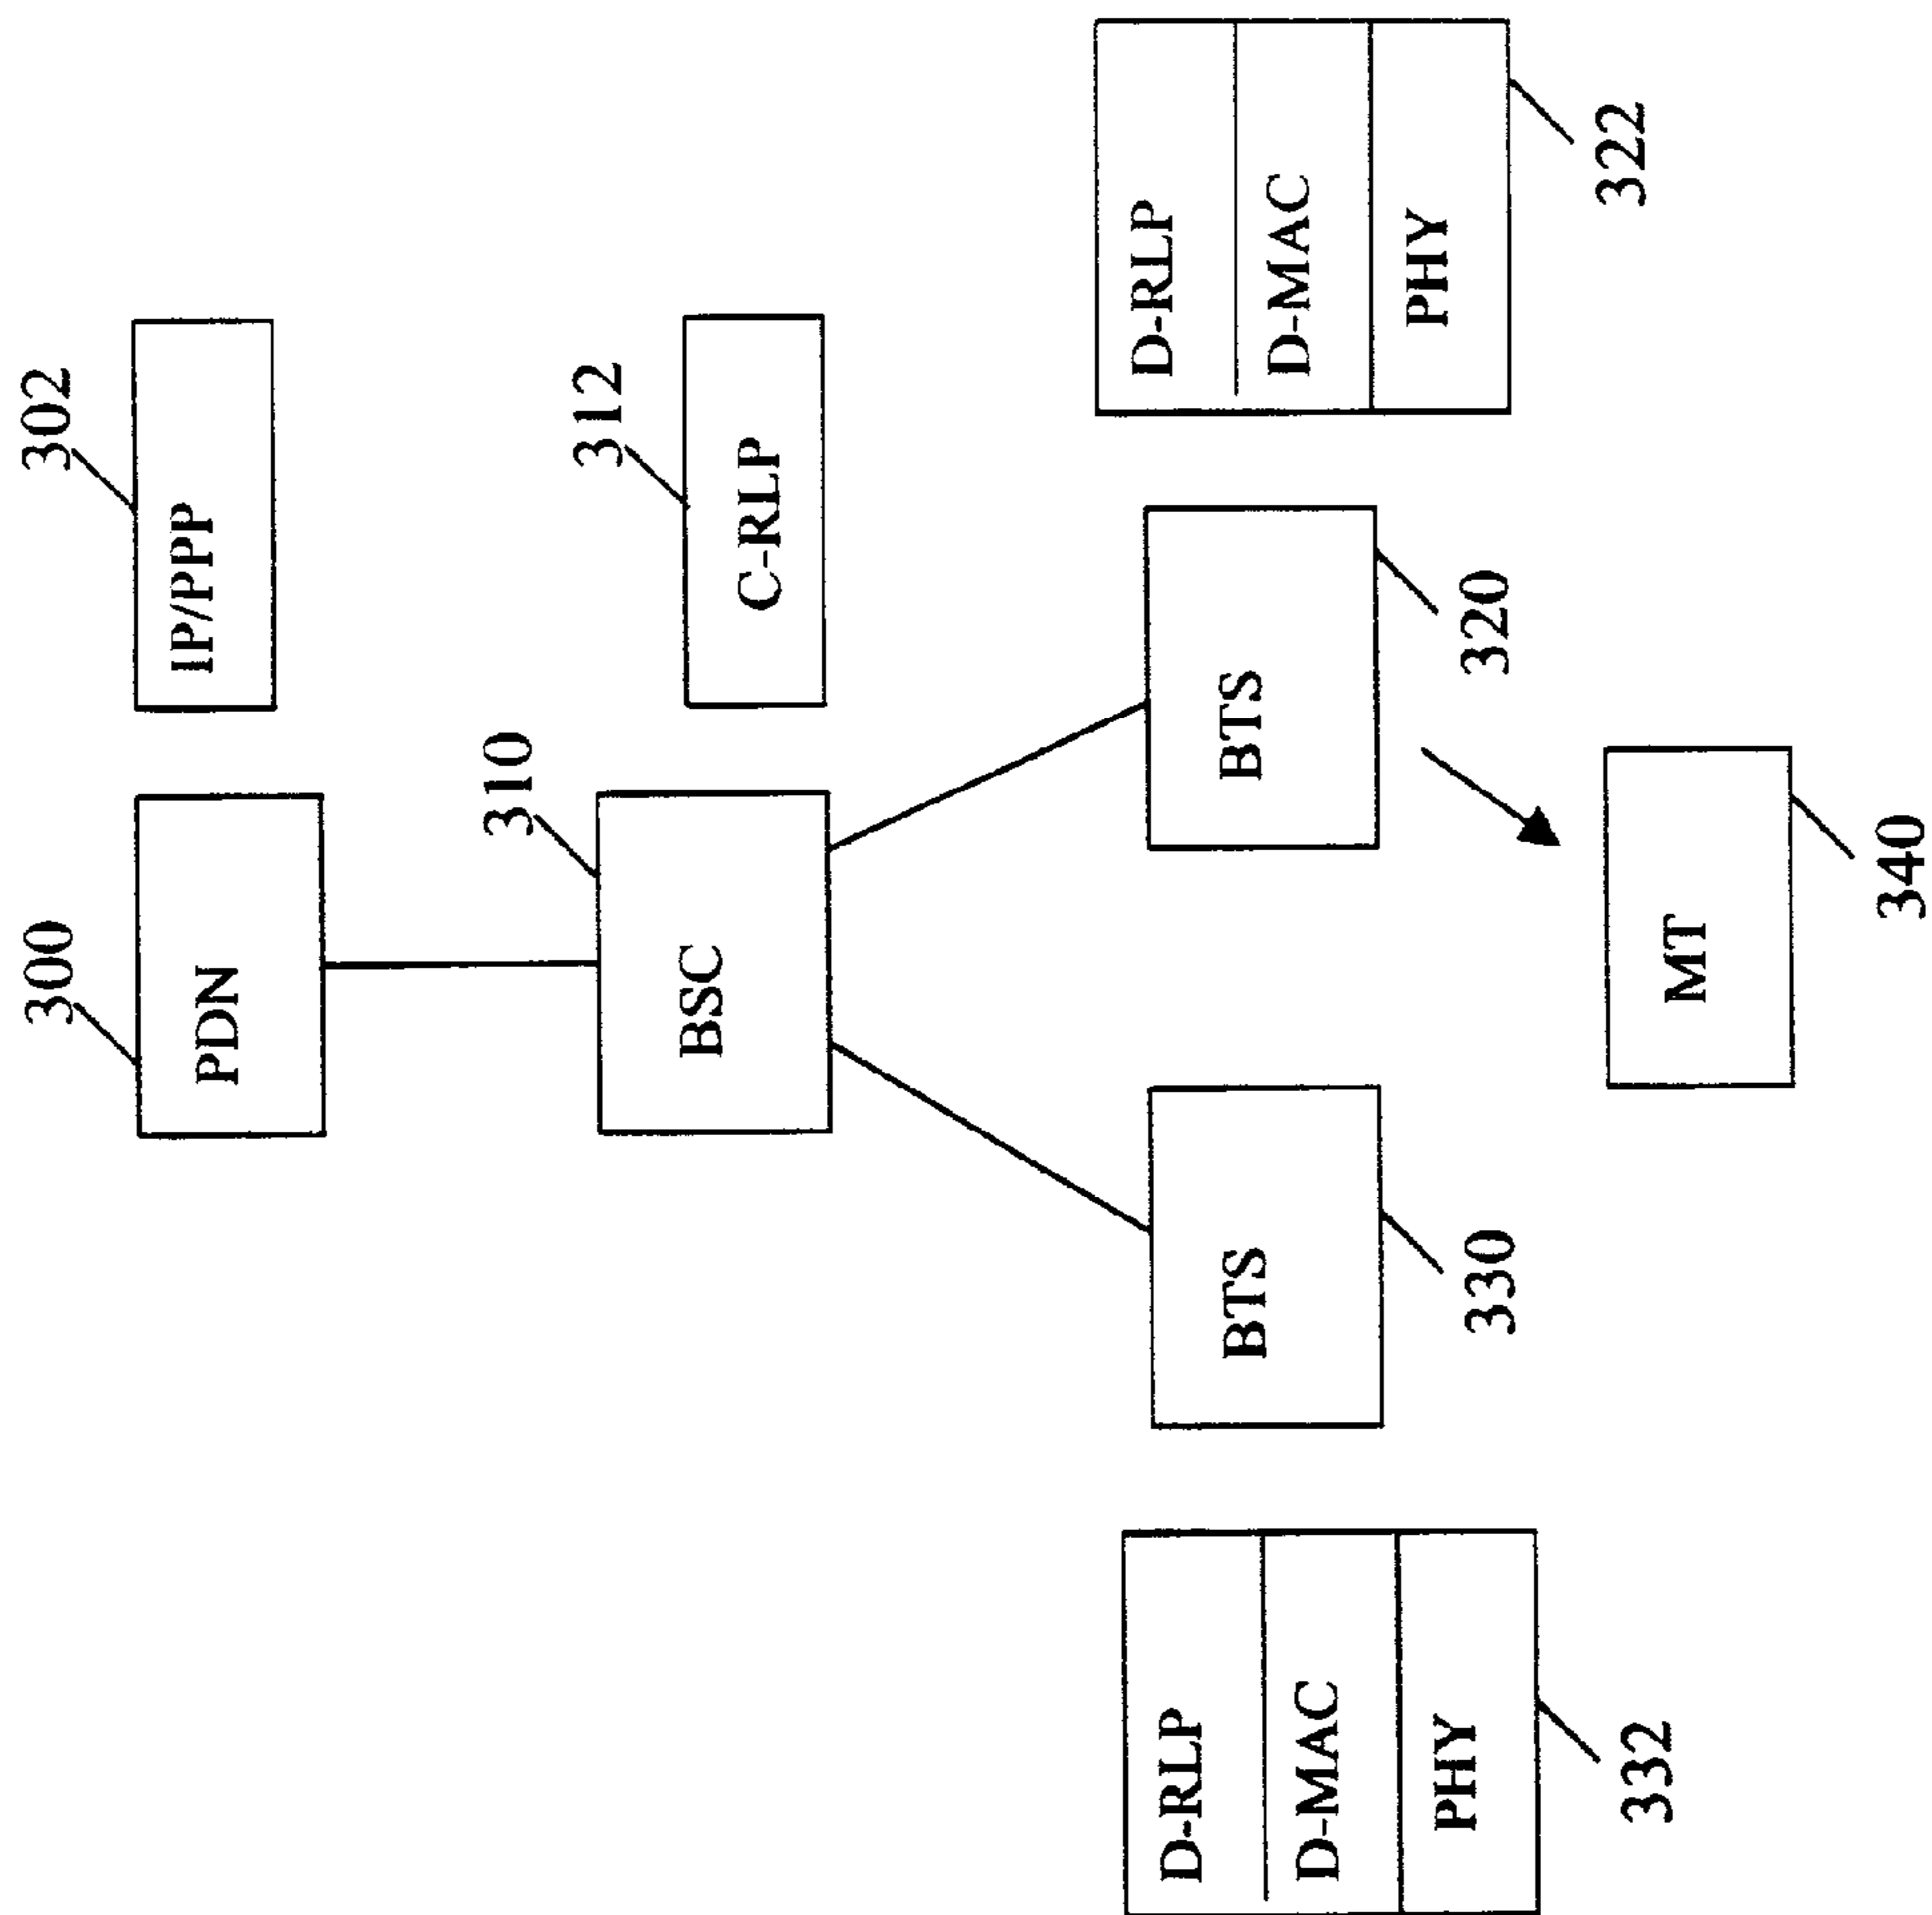 300
302
PDN
IP/PPP
310
312
BSC
C-RLP
D-RLP
D-MAC
PHY
332
BTS
330
BTS
320
D-RLP
D-MAC
PHY
322
MT
340